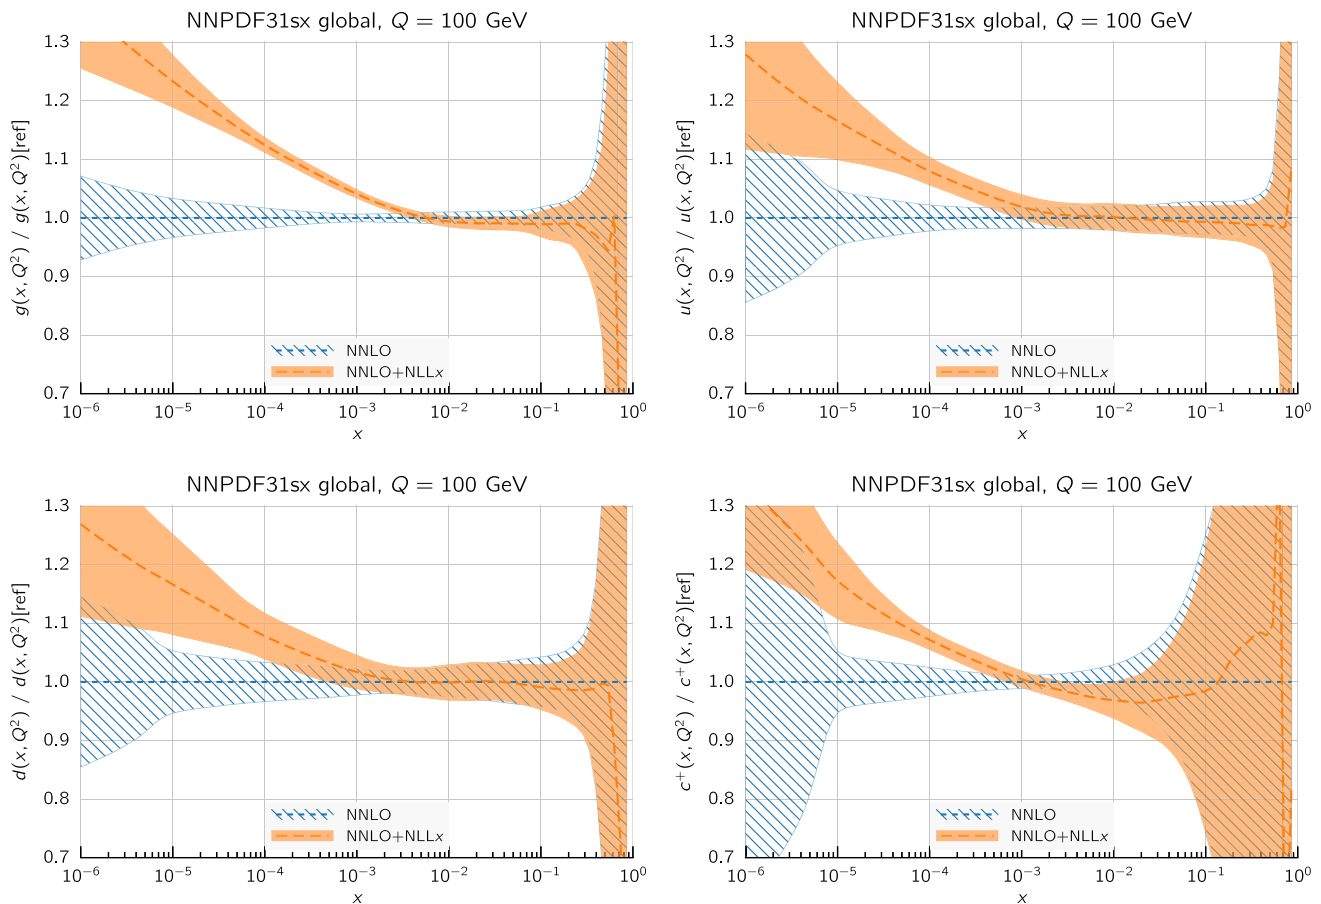 NNPDF31sx global, Q = 100 GeV
g(x, Q²) / g(x, Q²)[ref]
1.3
1.2
1.1
1.0
0.9
0.8
0.7
NNLO
NNLO+NLLx
10⁻⁶ 10⁻⁵ 10⁻⁴ 10⁻³ 10⁻² 10⁻¹ 10⁰
x
NNPDF31sx global, Q = 100 GeV
u(x, Q²) / u(x, Q²)[ref]
1.3
1.2
1.1
1.0
0.9
0.8
0.7
NNLO
NNLO+NLLx
10⁻⁶ 10⁻⁵ 10⁻⁴ 10⁻³ 10⁻² 10⁻¹ 10⁰
x
NNPDF31sx global, Q = 100 GeV
d(x, Q²) / d(x, Q²)[ref]
1.3
1.2
1.1
1.0
0.9
0.8
0.7
NNLO
NNLO+NLLx
10⁻⁶ 10⁻⁵ 10⁻⁴ 10⁻³ 10⁻² 10⁻¹ 10⁰
x
NNPDF31sx global, Q = 100 GeV
c⁺(x, Q²) / c⁺(x, Q²)[ref]
1.3
1.2
1.1
1.0
0.9
0.8
0.7
NNLO
NNLO+NLLx
10⁻⁶ 10⁻⁵ 10⁻⁴ 10⁻³ 10⁻² 10⁻¹ 10⁰
x